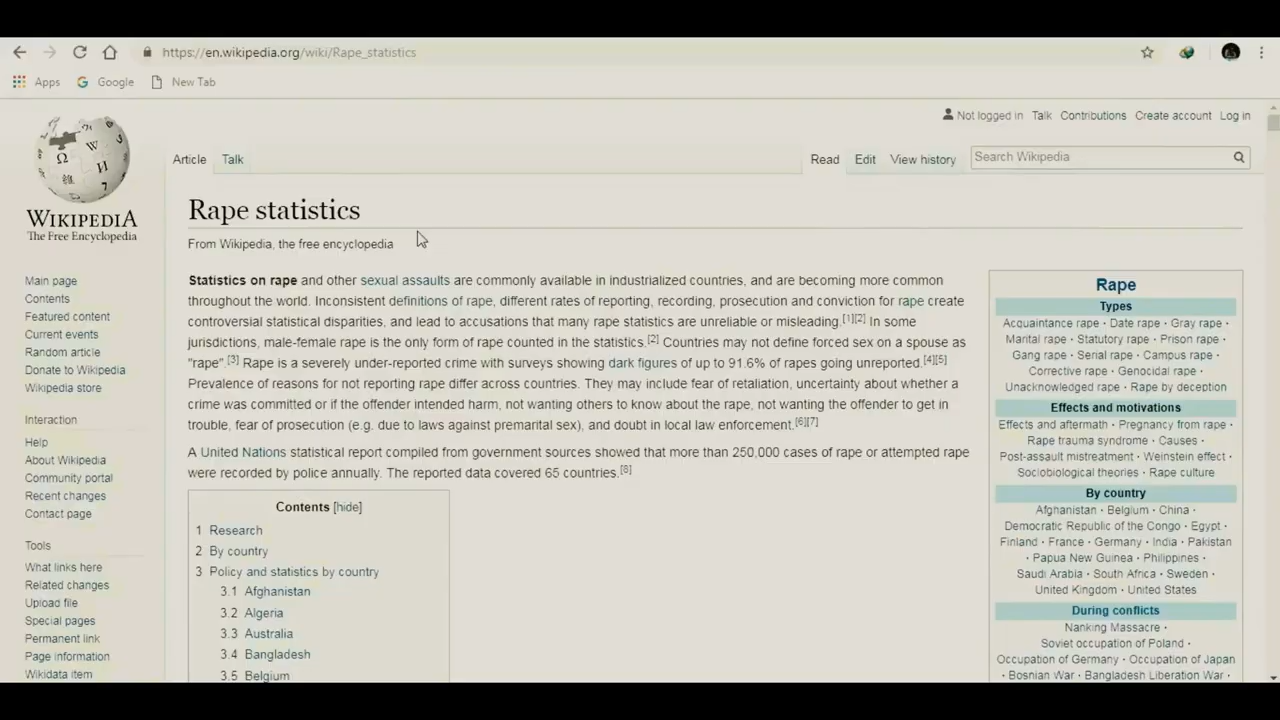 https://en.wikipedia.org/wiki/Rape_statistics
Apps Google New Tab
Not logged in Talk Contributions Create account Log in
Article Talk Read Edit View history Search Wikipedia
WIKIPEDIA
The Free Encyclopedia
Main page
Contents
Featured content
Current events
Random article
Donate to Wikipedia
Wikipedia store
Interaction
Help
About Wikipedia
Community portal
Recent changes
Contact page
Tools
What links here
Related changes
Upload file
Special pages
Permanent link
Page information
Wikidata item
Rape statistics
From Wikipedia, the free encyclopedia
Statistics on rape and other sexual assaults are commonly available in industrialized countries, and are becoming more common
throughout the world. Inconsistent definitions of rape, different rates of reporting, recording, prosecution and conviction for rape create
controversial statistical disparities, and lead to accusations that many rape statistics are unreliable or misleading.[1][2] In some
jurisdictions, male-female rape is the only form of rape counted in the statistics.[2] Countries may not define forced sex on a spouse as
"rape".[3] Rape is a severely under-reported crime with surveys showing dark figures of up to 91.6% of rapes going unreported.[4][5]
Prevalence of reasons for not reporting rape differ across countries. They may include fear of retaliation, uncertainty about whether a
crime was committed or if the offender intended harm, not wanting others to know about the rape, not wanting the offender to get in
trouble, fear of prosecution (e.g. due to laws against premarital sex), and doubt in local law enforcement.[6][7]
A United Nations statistical report compiled from government sources showed that more than 250,000 cases of rape or attempted rape
were recorded by police annually. The reported data covered 65 countries.[8]
Contents [hide]
1 Research
2 By country
3 Policy and statistics by country
3.1 Afghanistan
3.2 Algeria
3.3 Australia
3.4 Bangladesh
3.5 Belgium
Rape
Types
Acquaintance rape · Date rape · Gray rape ·
Marital rape · Statutory rape · Prison rape ·
Gang rape · Serial rape · Campus rape ·
Corrective rape · Genocidal rape ·
Unacknowledged rape · Rape by deception
Effects and motivations
Effects and aftermath · Pregnancy from rape ·
Rape trauma syndrome · Causes ·
Post-assault mistreatment · Weinstein effect ·
Sociobiological theories · Rape culture
By country
Afghanistan · Belgium · China ·
Democratic Republic of the Congo · Egypt ·
Finland · France · Germany · India · Pakistan
· Papua New Guinea · Philippines ·
Saudi Arabia · South Africa · Sweden ·
United Kingdom · United States
During conflicts
Nanking Massacre ·
Soviet occupation of Poland ·
Occupation of Germany · Occupation of Japan
· Bosnian War · Bangladesh Liberation War ·